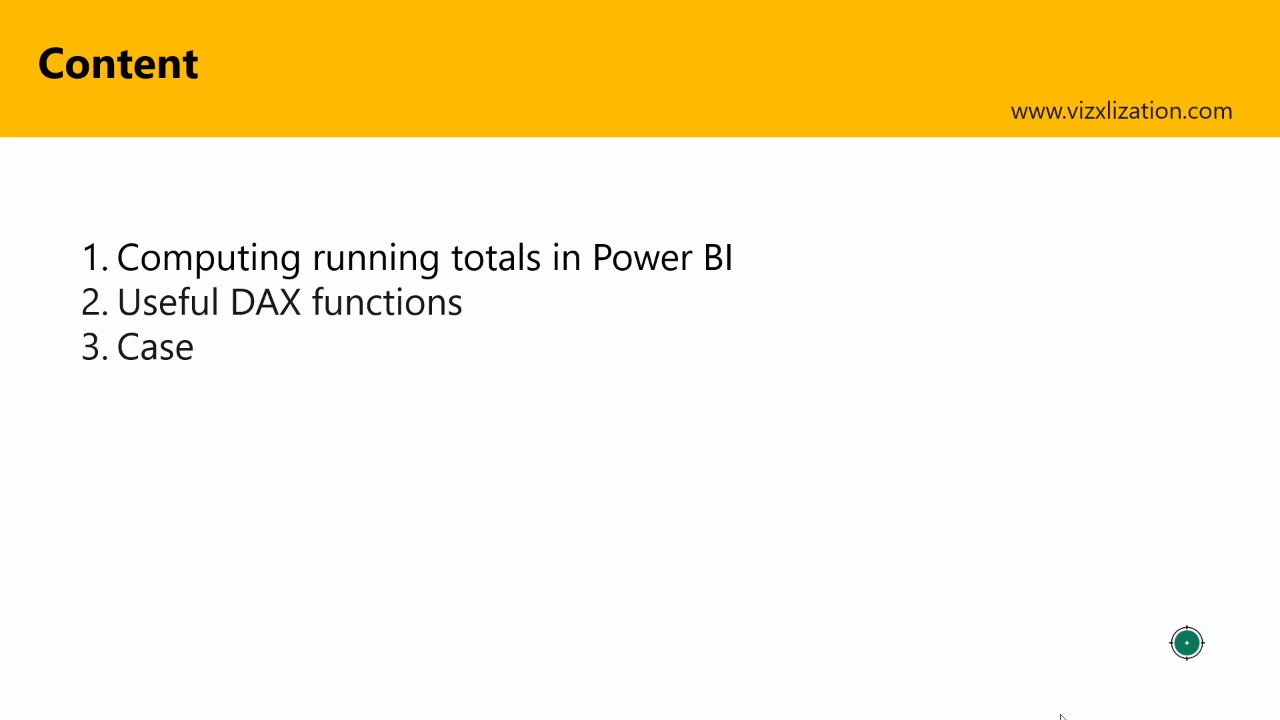 Content
www.vizxlization.com
1. Computing running totals in Power BI
2. Useful DAX functions
3. Case